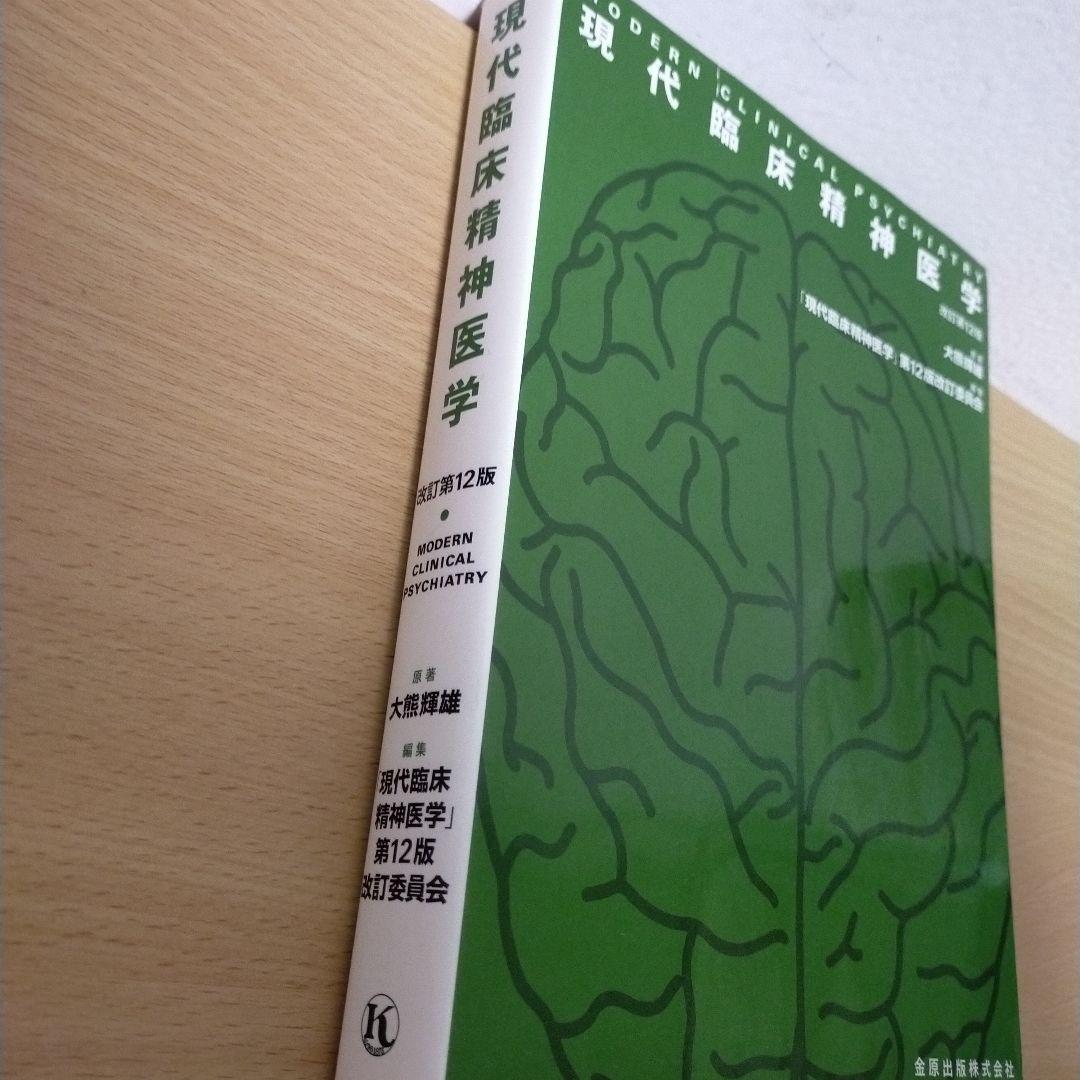 現代臨床精神医学
改訂第12版
MODERN
CLINICAL
PSYCHIATRY
原著
大熊輝雄
編集
「現代臨床
精神医学」
第12版
改訂委員会
K
MODERN CLINICAL PSYCHIATRY
現代臨床精神医学
改訂第12版
大熊輝雄
「現代臨床精神医学」第12版改訂委員会
金原出版株式会社